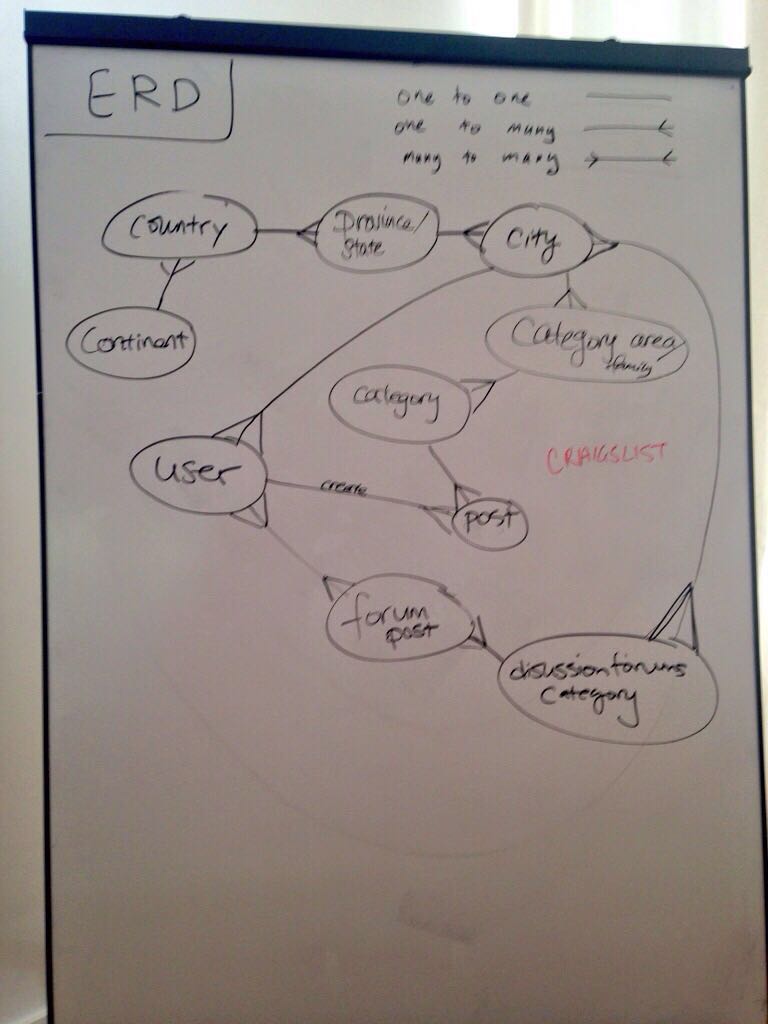 ERD
one to one
one to many
many to many
Country
Province/
State
City
Continent
Category area/
family
Category
CRAIGSLIST
user
create
post
forum
post
disussion forums
Category